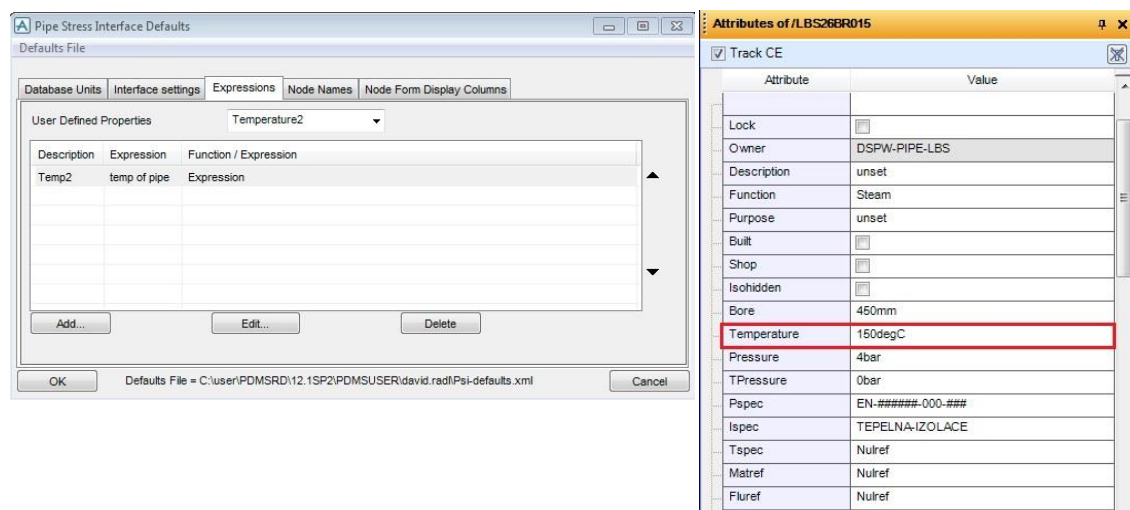 Pipe Stress Interface Defaults
Defaults File
Database Units Interface settings Expressions Node Names Node Form Display Columns
User Defined Properties Temperature2
Description Expression Function / Expression
Temp2 temp of pipe Expression
Add... Edit... Delete
OK Defaults File = C:\user\PDMSRD\12.1SP2\PDMSUSER\david.radl\Psi-defaults.xml Cancel
Attributes of /LBS26BR015
Track CE
Attribute Value
Lock
Owner DSPW-PIPE-LBS
Description unset
Function Steam
Purpose unset
Built
Shop
Isohidden
Bore 450mm
Temperature 150degC
Pressure 4bar
TPressure 0bar
Pspec EN-######-000-###
Ispec TEPELNA-IZOLACE
Tspec Nulref
Matref Nulref
Fluref Nulref